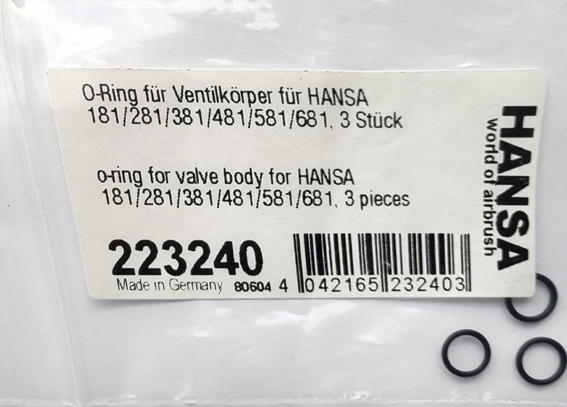 O-Ring für Ventilkörper für HANSA
181/281/381/481/581/681, 3 Stück
o-ring for valve body for HANSA
181/281/381/481/581/681, 3 pieces
223240
Made in Germany 80604
4 042165 232403
HANSA
world of airbrush